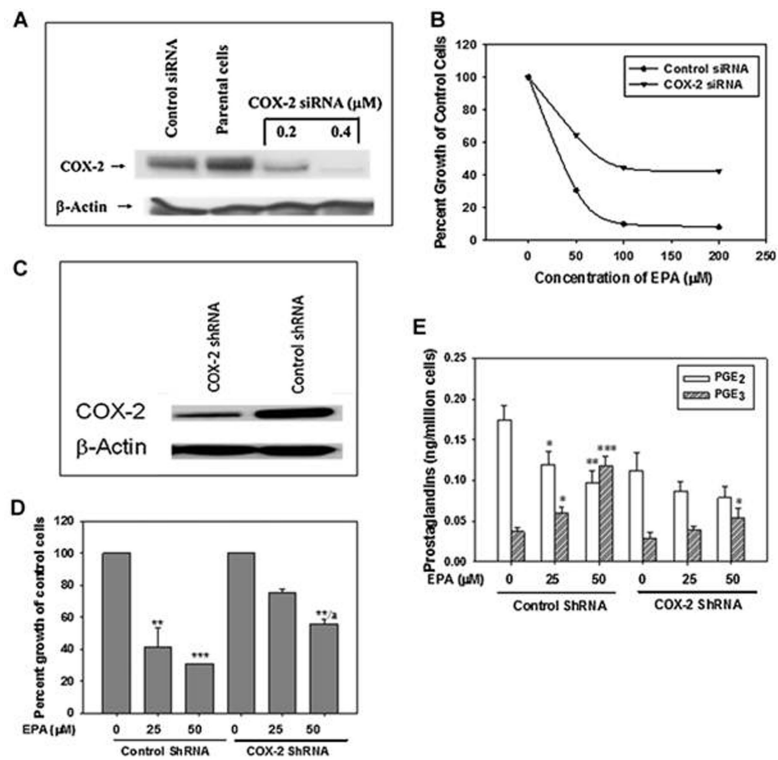 A
Control siRNA
Parental cells
COX-2 siRNA (μM)
0.2 0.4
COX-2 →
β-Actin →
B
Percent Growth of Control Cells
120
100
80
60
40
20
0
Control siRNA
COX-2 siRNA
0 50 100 150 200
Concentration of EPA (μM)
C
COX-2 shRNA
Control shRNA
COX-2
β-Actin
D
Percent growth of control cells
120
100
80
60
40
20
0
**
***
**/a
EPA (μM) 0 25 50 0 25 50
Control ShRNA COX-2 ShRNA
E
Prostaglandins (ng/million cells)
0.25
0.20
0.15
0.10
0.05
0.00
PGE2
PGE3
*
*
**
***
*
EPA (μM) 0 25 50 0 25 50
Control ShRNA COX-2 ShRNA